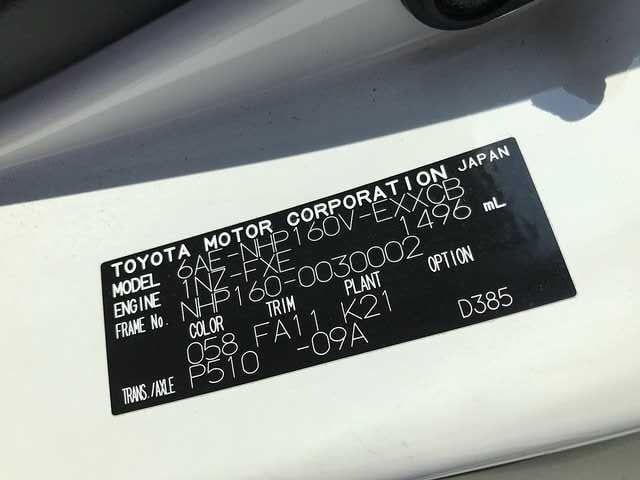 TOYOTA MOTOR CORPORATION JAPAN
MODEL 6AE-NHP160V-EXXCB
ENGINE 1NZ-FXE 1496 mL
FRAME No. NHP160-0030002
COLOR TRIM PLANT OPTION
058 FA11 K21
TRANS./AXLE P510 -09A D385